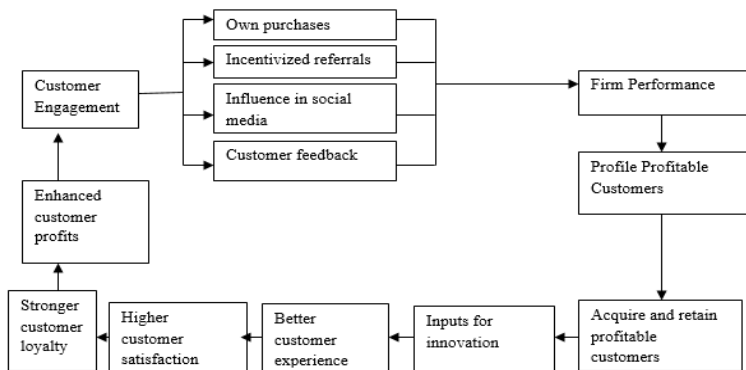 Own purchases
Incentivized referrals
Influence in social
media
Customer feedback
Customer
Engagement
Firm Performance
Profile Profitable
Customers
Enhanced
customer
profits
Stronger
customer
loyalty
Higher
customer
satisfaction
Better
customer
experience
Inputs for
innovation
Acquire and retain
profitable
customers